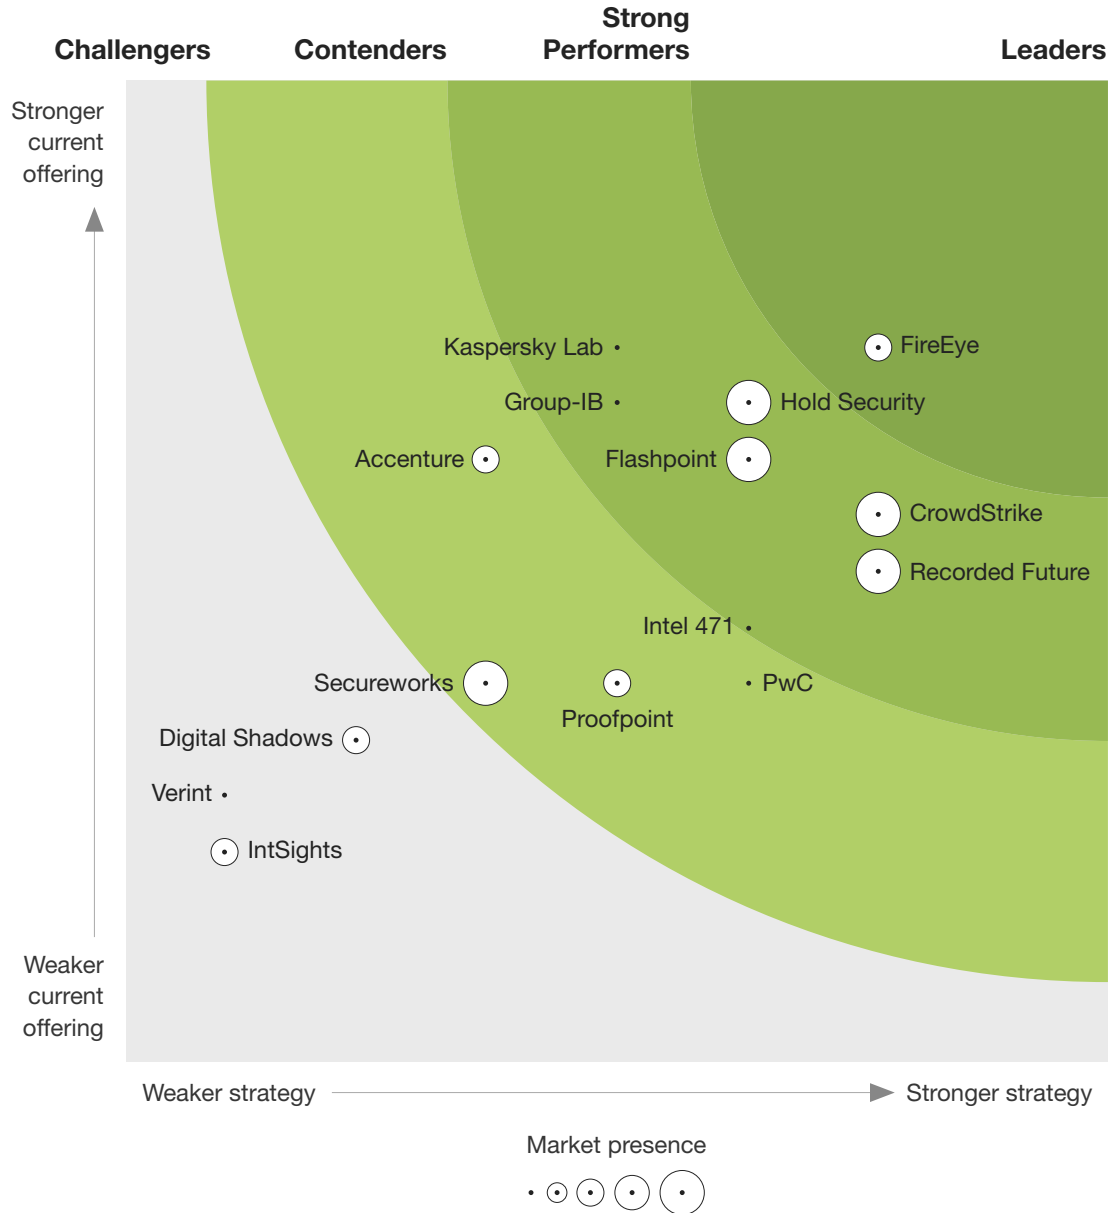 Challengers
Contenders
Strong
Performers
Leaders
Stronger
current
offering
Kaspersky Lab
FireEye
Group-IB
Hold Security
Accenture
Flashpoint
CrowdStrike
Recorded Future
Intel 471
Secureworks
PwC
Proofpoint
Digital Shadows
Verint
IntSights
Weaker
current
offering
Weaker strategy
Stronger strategy
Market presence